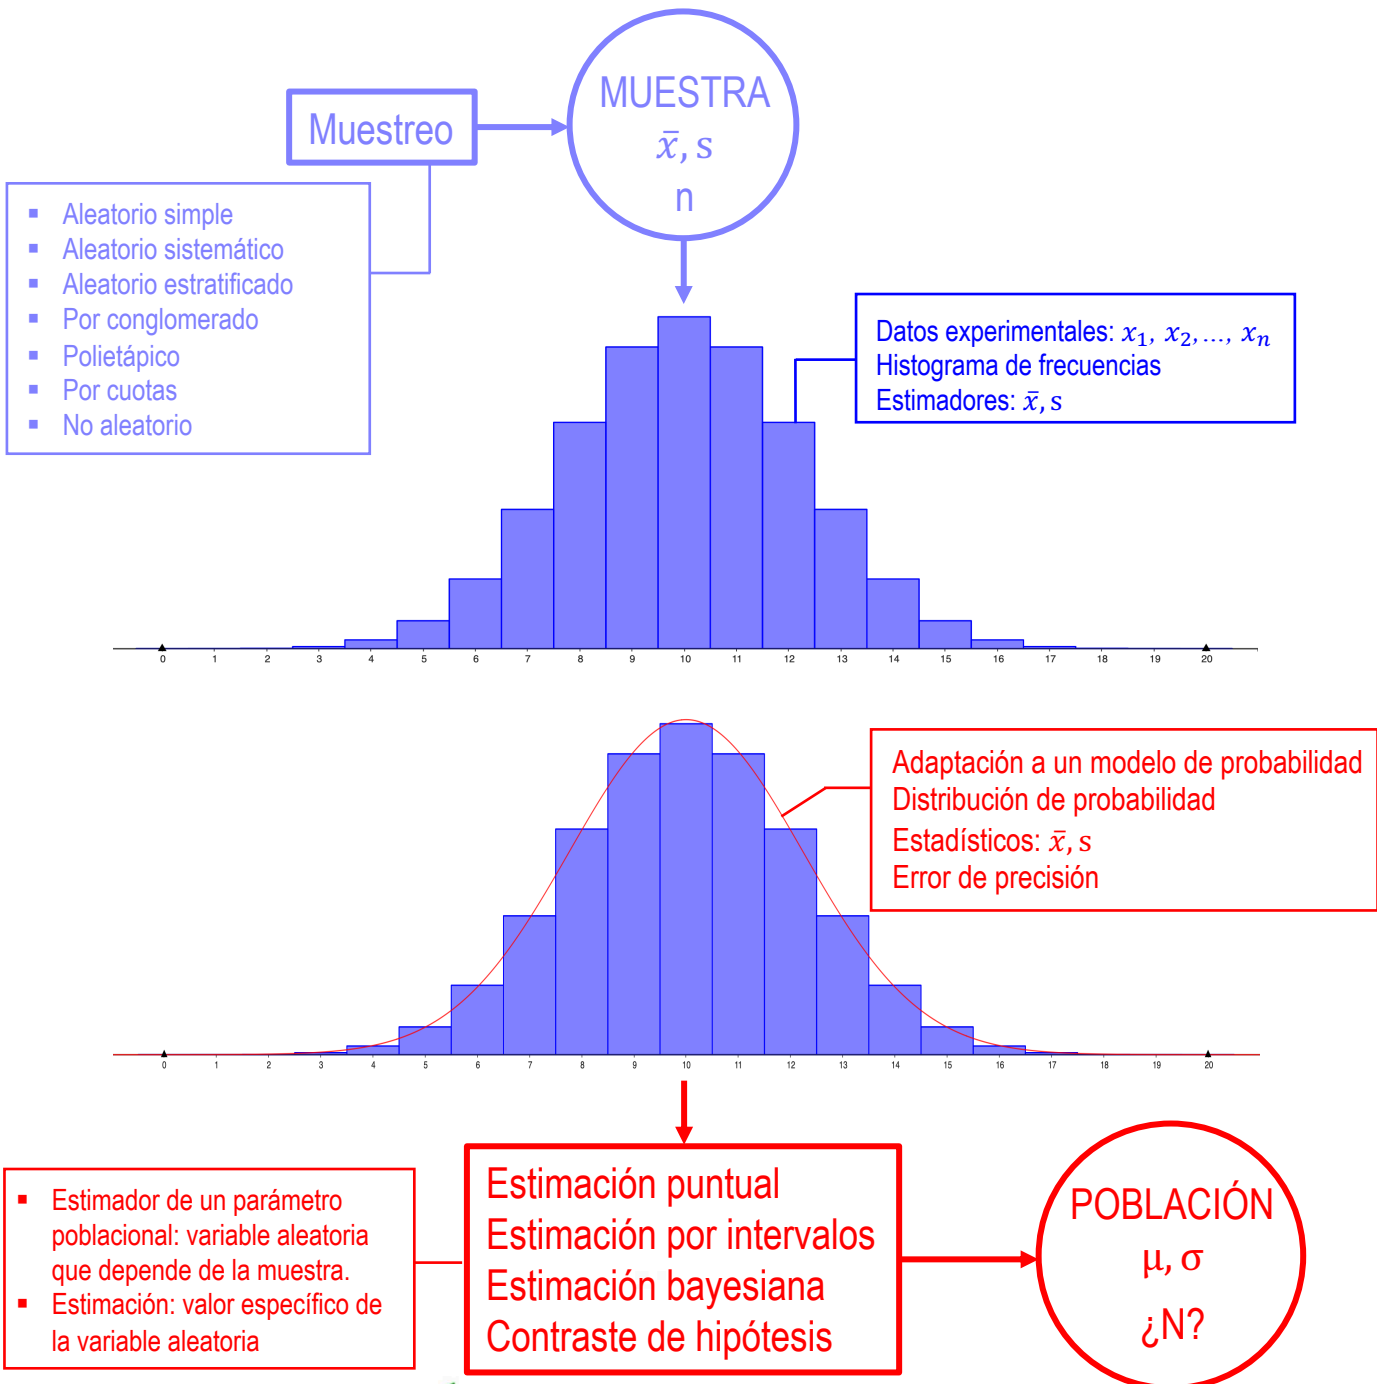 MUESTRA
x̄, s
n
Muestreo
▪ Aleatorio simple
▪ Aleatorio sistemático
▪ Aleatorio estratificado
▪ Por conglomerado
▪ Polietápico
▪ Por cuotas
▪ No aleatorio
Datos experimentales: x₁, x₂,…, xₙ
Histograma de frecuencias
Estimadores: x̄, s
0 1 2 3 4 5 6 7 8 9 10 11 12 13 14 15 16 17 18 19 20
Adaptación a un modelo de probabilidad
Distribución de probabilidad
Estadísticos: x̄, s
Error de precisión
0 1 2 3 4 5 6 7 8 9 10 11 12 13 14 15 16 17 18 19 20
▪ Estimador de un parámetro
poblacional: variable aleatoria
que depende de la muestra.
▪ Estimación: valor específico de
la variable aleatoria
Estimación puntual
Estimación por intervalos
Estimación bayesiana
Contraste de hipótesis
POBLACIÓN
μ, σ
¿N?